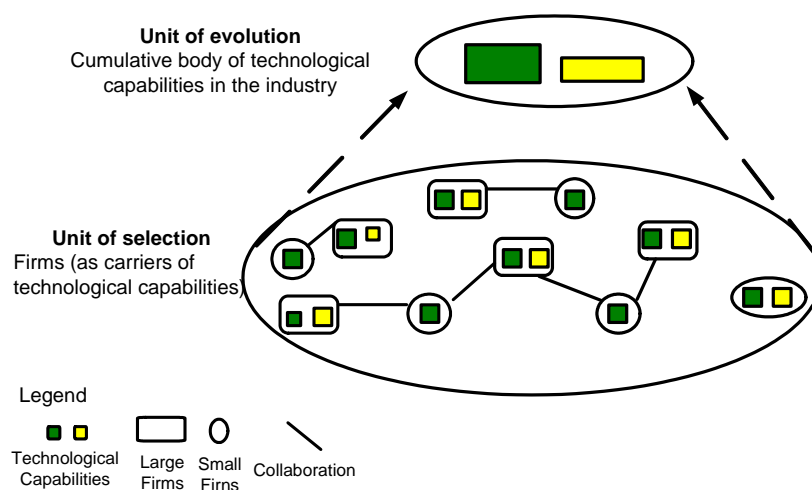 Unit of evolution
Cumulative body of technological
capabilities in the industry
Unit of selection
Firms (as carriers of
technological capabilities)
Legend
Technological
Capabilities
Large
Firms
Small
Firns
Collaboration